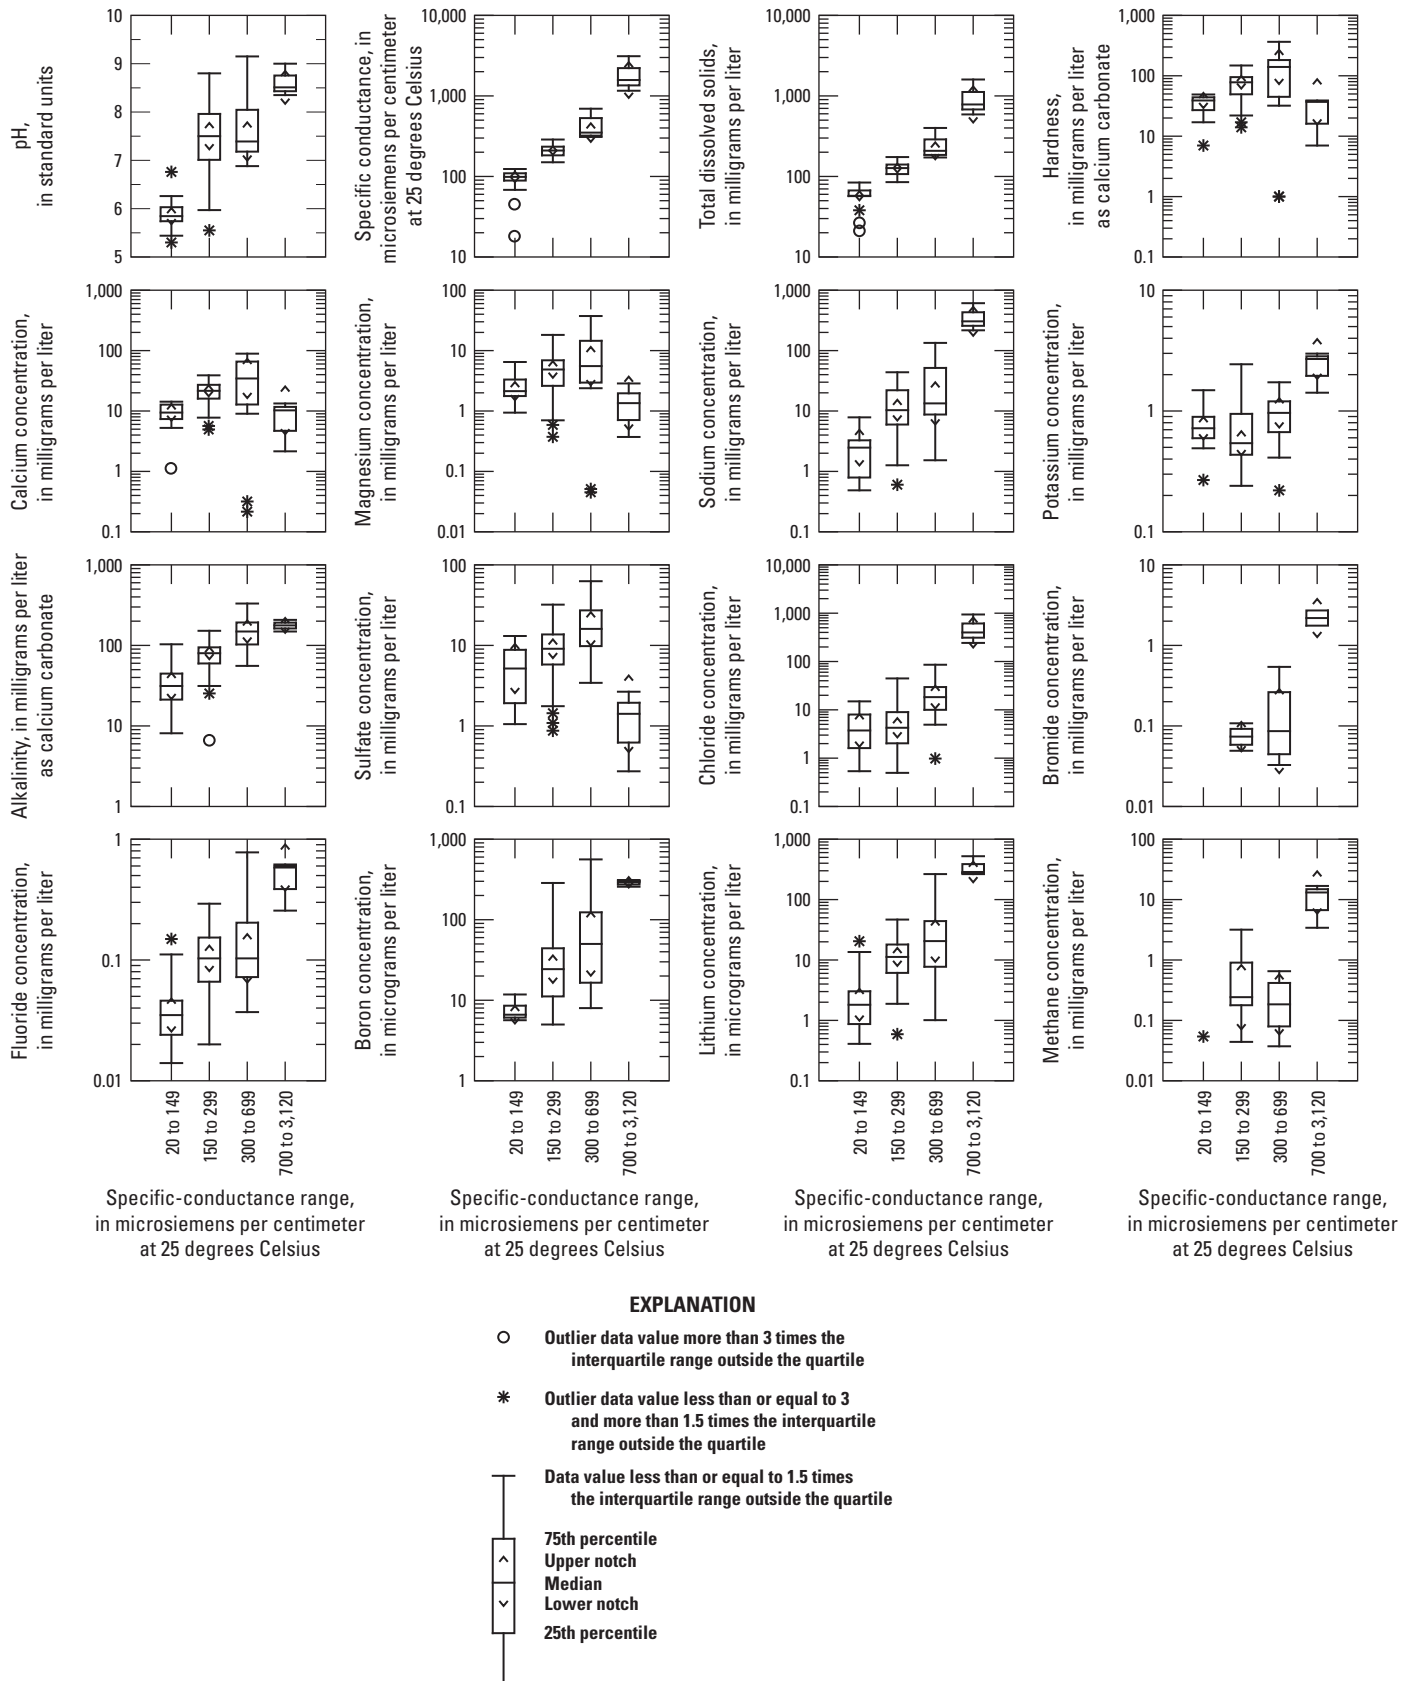 pH,
in standard units
10
9
8
7
6
5
Specific conductance, in
microsiemens per centimeter
at 25 degrees Celsius
10,000
1,000
100
10
Total dissolved solids,
in milligrams per liter
10,000
1,000
100
10
Hardness,
in milligrams per liter
as calcium carbonate
1,000
100
10
1
0.1
Calcium concentration,
in milligrams per liter
1,000
100
10
1
0.1
Magnesium concentration,
in milligrams per liter
100
10
1
0.1
0.01
Sodium concentration,
in milligrams per liter
1,000
100
10
1
0.1
Potassium concentration,
in milligrams per liter
10
1
0.1
Alkalinity, in milligrams per liter
as calcium carbonate
1,000
100
10
1
Sulfate concentration,
in milligrams per liter
100
10
1
0.1
Chloride concentration,
in milligrams per liter
10,000
1,000
100
10
1
0.1
Bromide concentration,
in milligrams per liter
10
1
0.1
0.01
Fluoride concentration,
in milligrams per liter
1
0.1
0.01
Boron concentration,
in micrograms per liter
1,000
100
10
1
Lithium concentration,
in micrograms per liter
1,000
100
10
1
0.1
Methane concentration,
in milligrams per liter
100
10
1
0.1
0.01
20 to 149
150 to 299
300 to 699
700 to 3,120
20 to 149
150 to 299
300 to 699
700 to 3,120
20 to 149
150 to 299
300 to 699
700 to 3,120
20 to 149
150 to 299
300 to 699
700 to 3,120
Specific-conductance range,
in microsiemens per centimeter
at 25 degrees Celsius
Specific-conductance range,
in microsiemens per centimeter
at 25 degrees Celsius
Specific-conductance range,
in microsiemens per centimeter
at 25 degrees Celsius
Specific-conductance range,
in microsiemens per centimeter
at 25 degrees Celsius
EXPLANATION
Outlier data value more than 3 times the
interquartile range outside the quartile
Outlier data value less than or equal to 3
and more than 1.5 times the interquartile
range outside the quartile
Data value less than or equal to 1.5 times
the interquartile range outside the quartile
75th percentile
Upper notch
Median
Lower notch
25th percentile